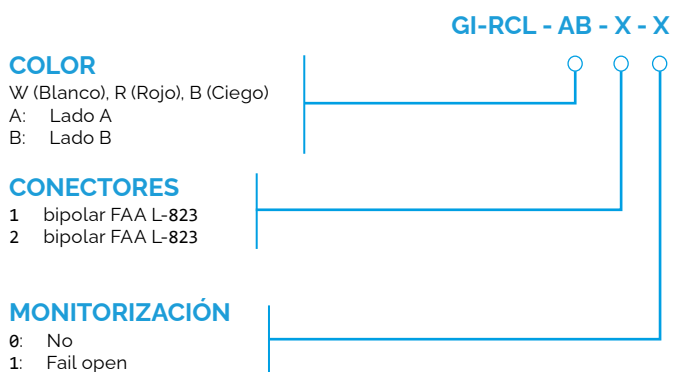 GI-RCL - AB - X - X
COLOR
W (Blanco), R (Rojo), B (Ciego)
A: Lado A
B: Lado B
CONECTORES
1 bipolar FAA L-823
2 bipolar FAA L-823
MONITORIZACIÓN
0: No
1: Fail open